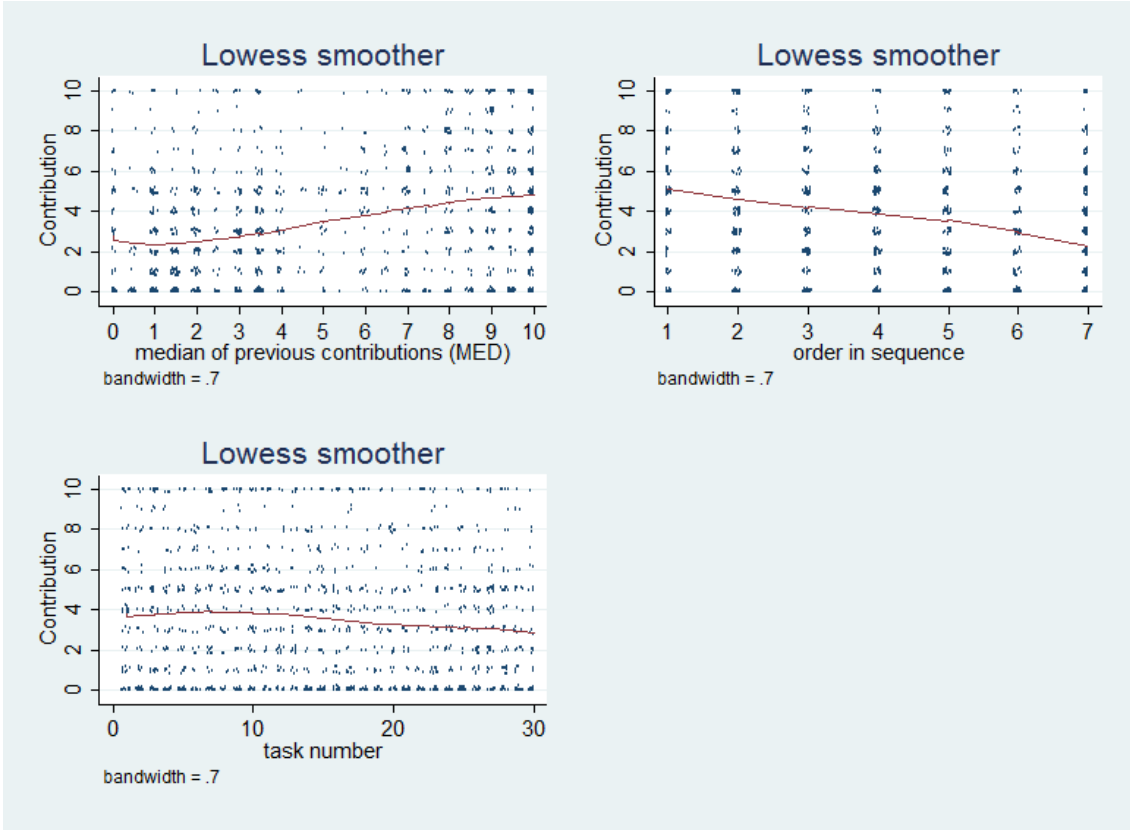 Lowess smoother
Contribution
10
8
6
4
2
0
0 1 2 3 4 5 6 7 8 9 10
median of previous contributions (MED)
bandwidth = .7
Lowess smoother
Contribution
10
8
6
4
2
0
1 2 3 4 5 6 7
order in sequence
bandwidth = .7
Lowess smoother
Contribution
10
8
6
4
2
0
0 10 20 30
task number
bandwidth = .7